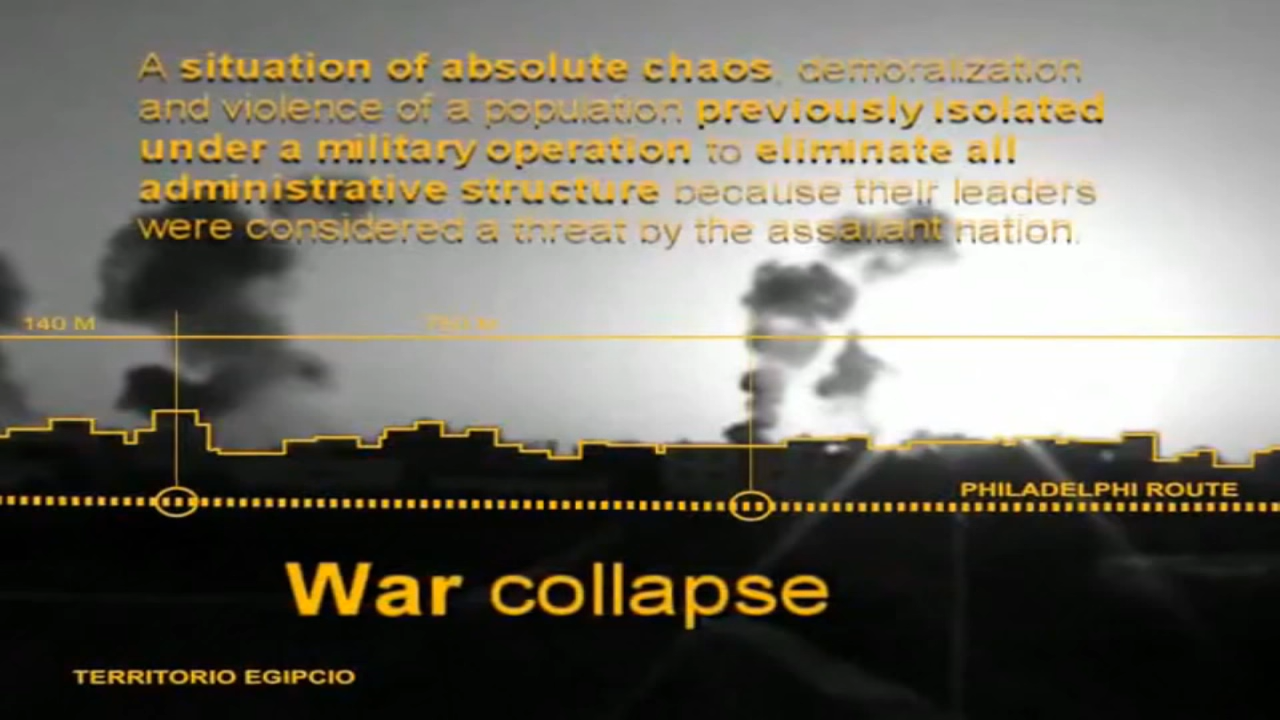 A situation of absolute chaos, demoralization
and violence of a population previously isolated
under a military operation to eliminate all
administrative structure because their leaders
were considered a threat by the assailant nation.
140 M
PHILADELPHI ROUTE
War collapse
TERRITORIO EGIPCIO